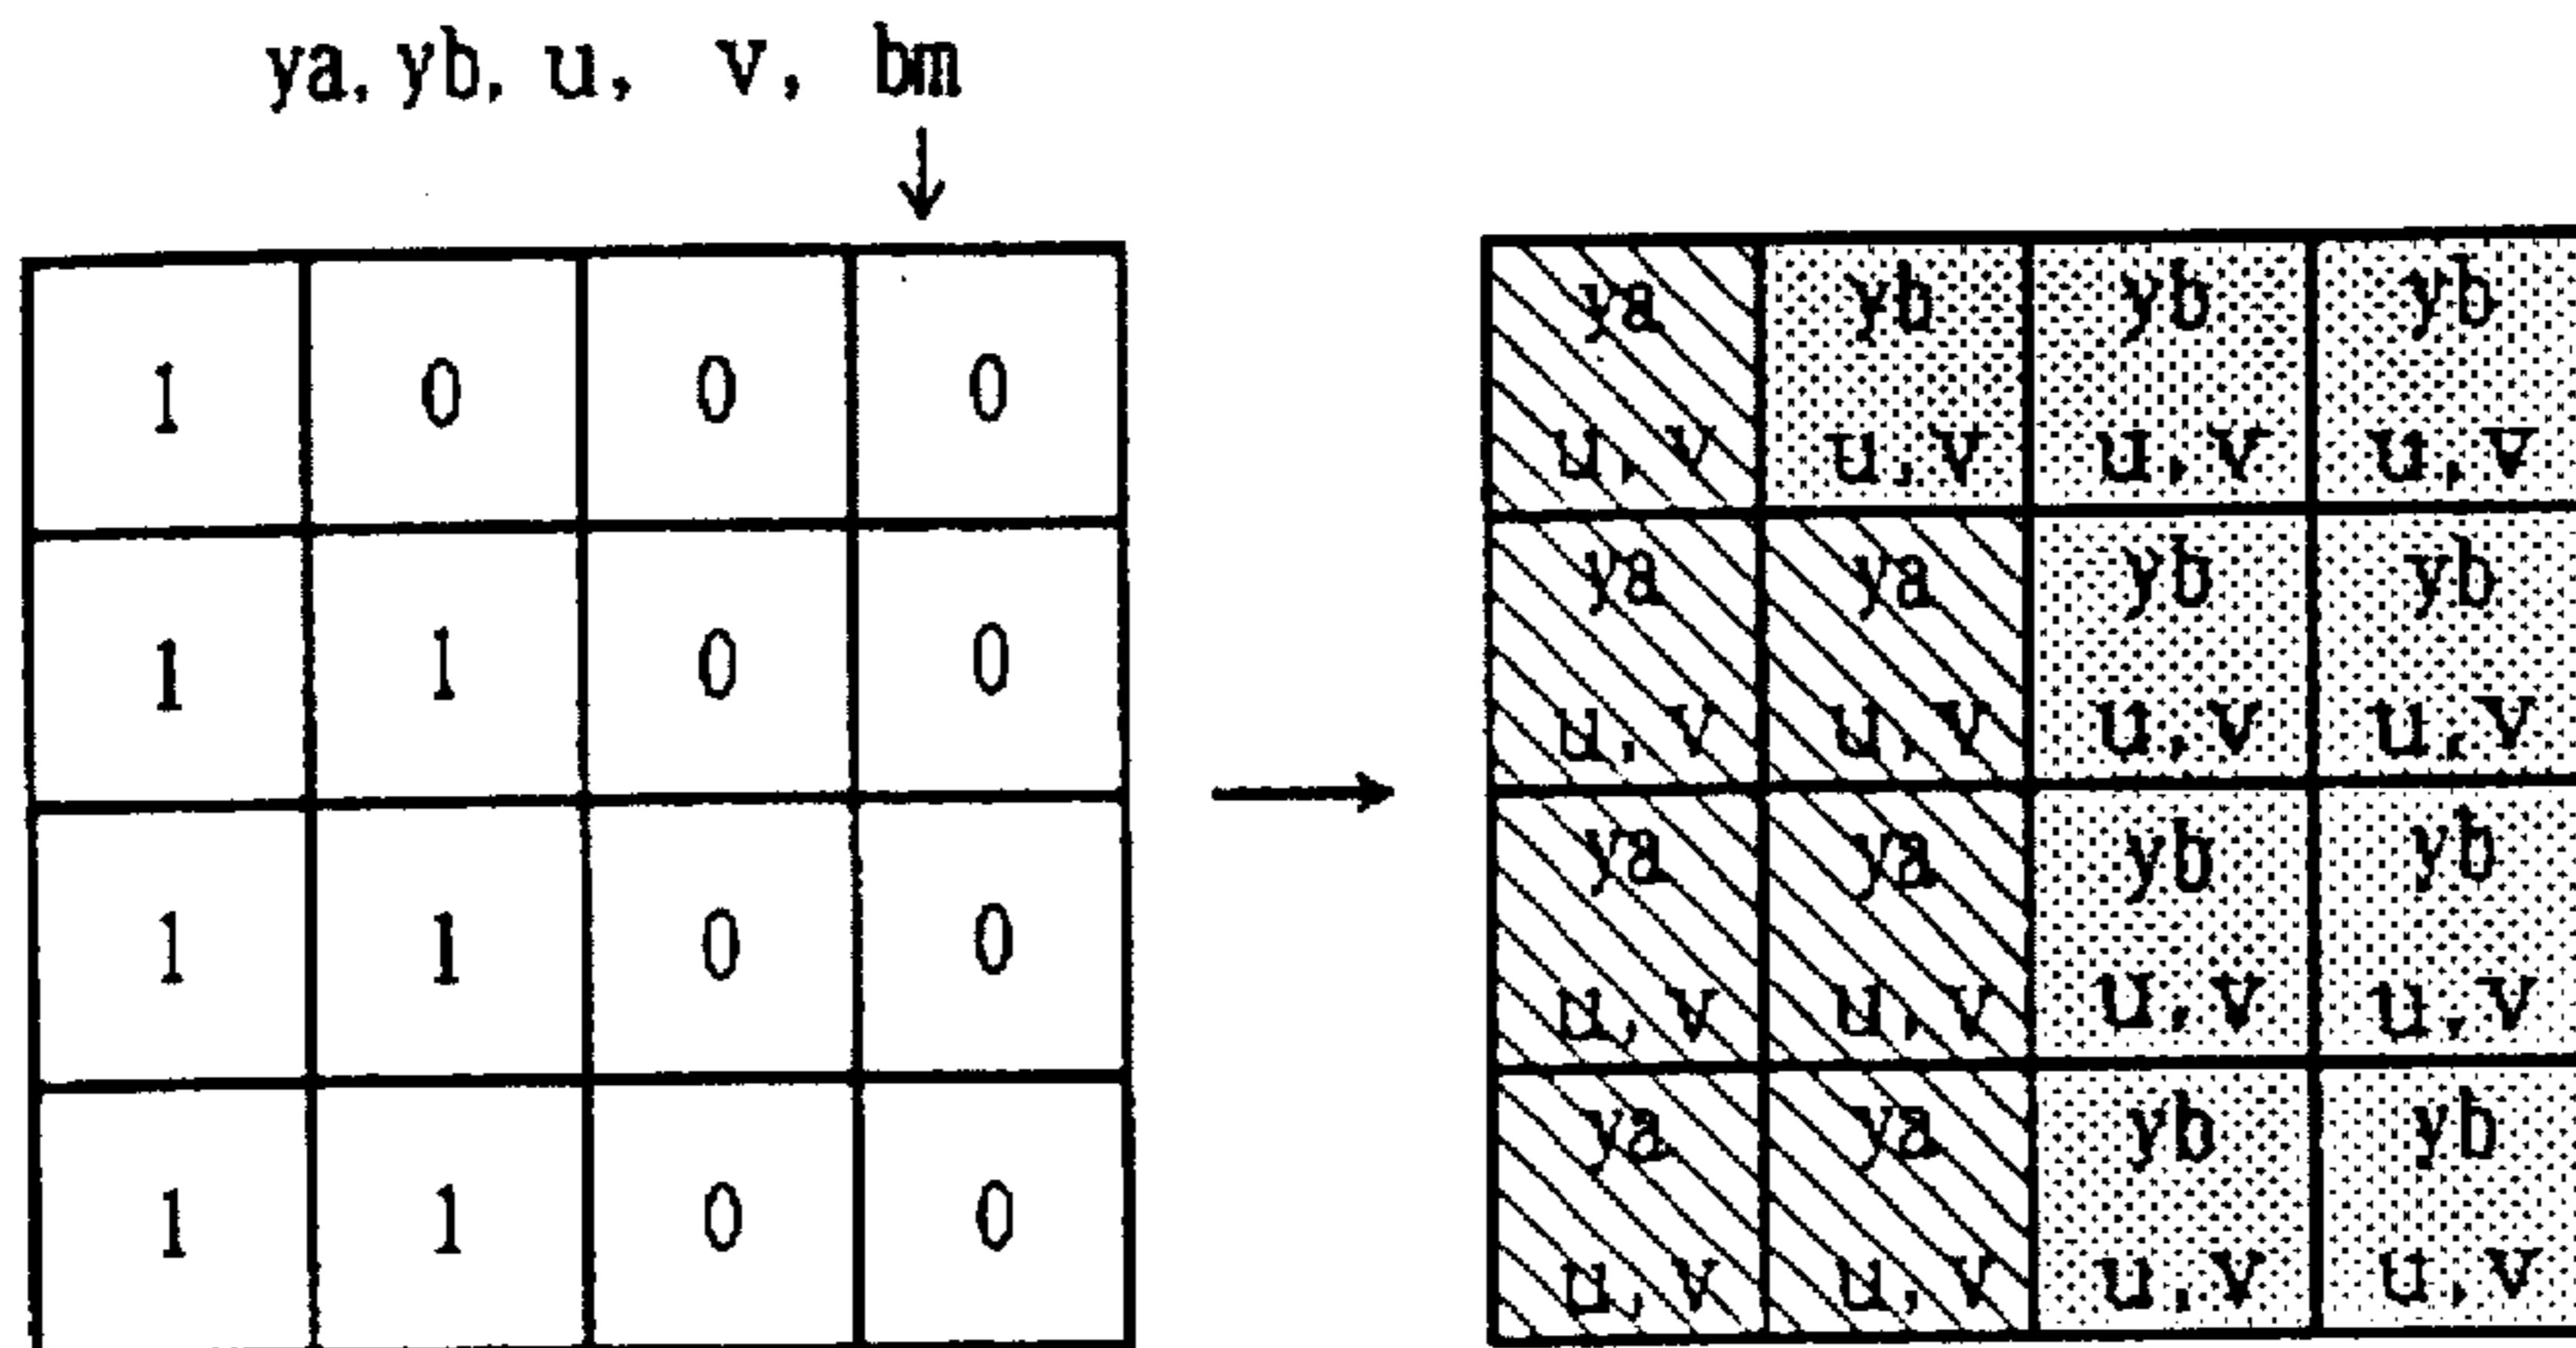 ya, yb, u, v, bm
1 0 0 0
1 1 0 0
1 1 0 0
1 1 0 0
ya yb yb yb
u, v u, v u, v u, v
ya ya yb yb
u, v u, v u, v u, v
ya ya yb yb
u, v u, v u, v u, v
ya ya yb yb
u, v u, v u, v u, v